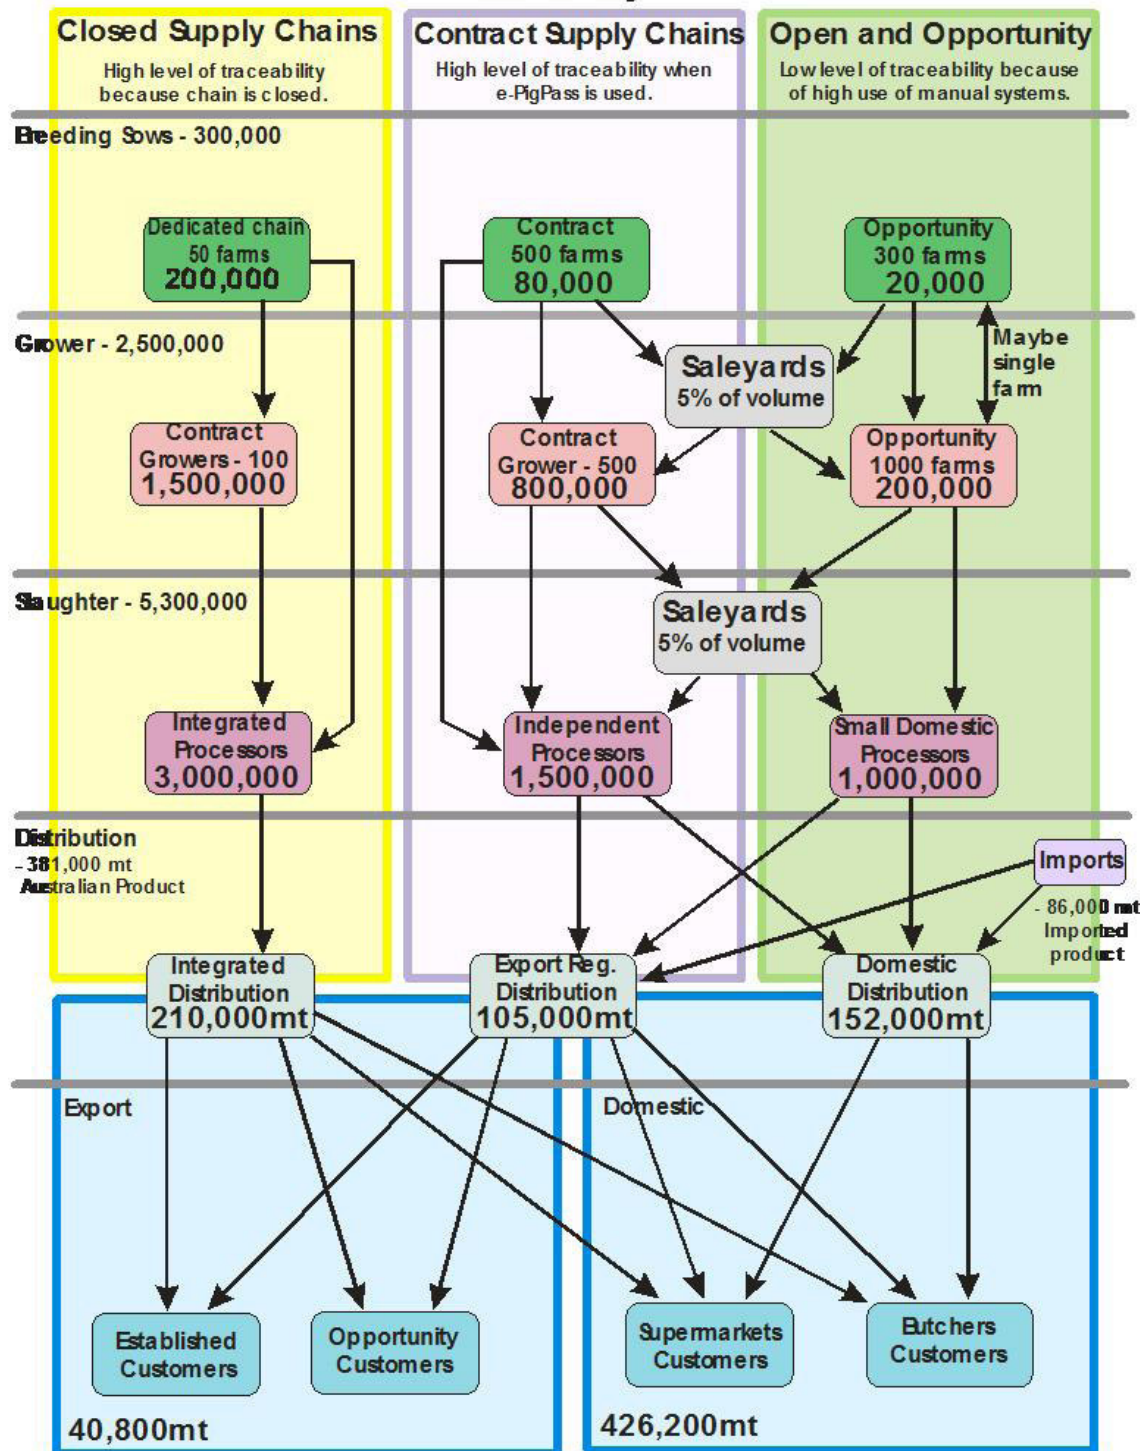 Closed Supply Chains
High level of traceability
because chain is closed.
Contract Supply Chains
High level of traceability when
e-PigPass is used.
Open and Opportunity
Low level of traceability because
of high use of manual systems.
Breeding Sows - 300,000
Dedicated chain
50 farms
200,000
Contract
500 farms
80,000
Opportunity
300 farms
20,000
Grower - 2,500,000
Saleyards
5% of volume
Maybe
single
farm
Contract
Growers - 100
1,500,000
Contract
Grower - 500
800,000
Opportunity
1000 farms
200,000
Slaughter - 5,300,000
Saleyards
5% of volume
Integrated
Processors
3,000,000
Independent
Processors
1,500,000
Small Domestic
Processors
1,000,000
Distribution
- 381,000 mt
Australian Product
Imports
- 86,000 mt
Imported
product
Integrated
Distribution
210,000mt
Export Reg.
Distribution
105,000mt
Domestic
Distribution
152,000mt
Export
Domestic
Established
Customers
Opportunity
Customers
Supermarkets
Customers
Butchers
Customers
40,800mt
426,200mt